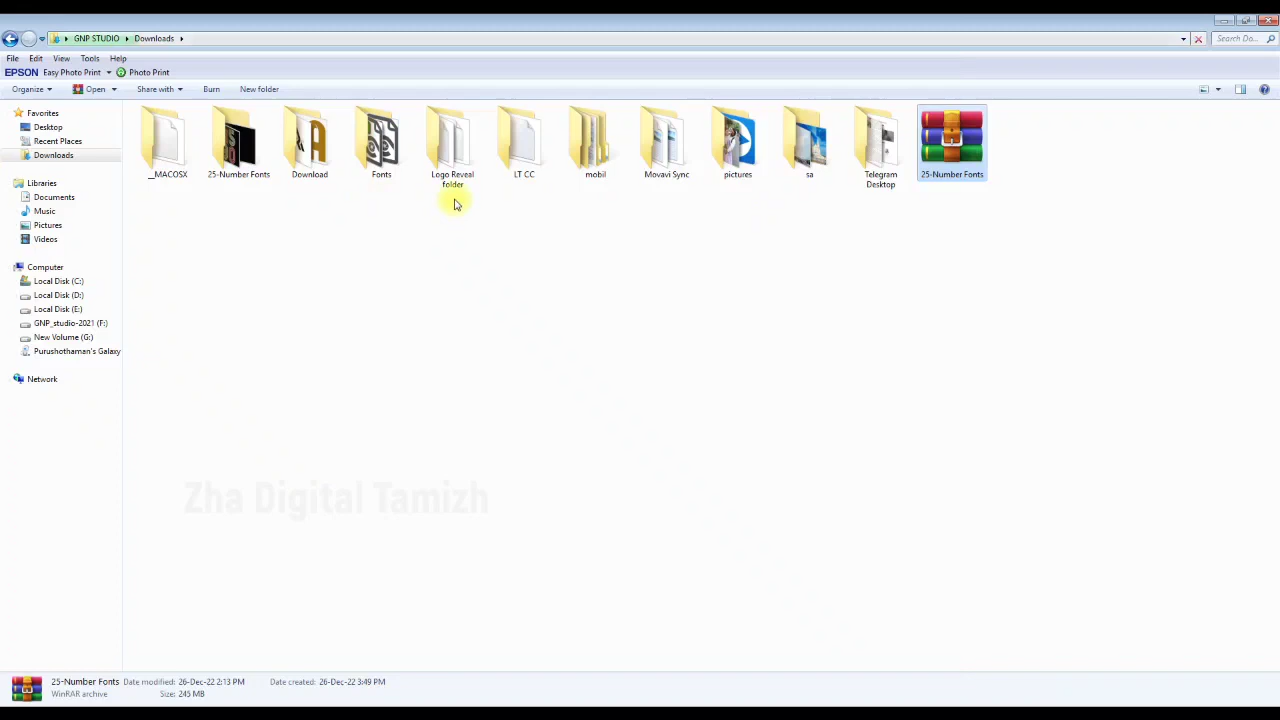 GNP STUDIO Downloads
Search Do...
File Edit View Tools Help
EPSON Easy Photo Print Photo Print
Organize Open Share with Burn New folder
Favorites
Desktop
Recent Places
Downloads
Libraries
Documents
Music
Pictures
Videos
Computer
Local Disk (C:)
Local Disk (D:)
Local Disk (E:)
GNP_studio-2021 (F:)
New Volume (G:)
Purushothaman's Galaxy
Network
__MACOSX
25-Number Fonts
Download
Fonts
Logo Reveal
folder
LT CC
mobil
Movavi Sync
pictures
sa
Telegram
Desktop
25-Number Fonts
Zha Digital Tamizh
25-Number Fonts Date modified: 26-Dec-22 2:13 PM Date created: 26-Dec-22 3:49 PM
WinRAR archive Size: 245 MB